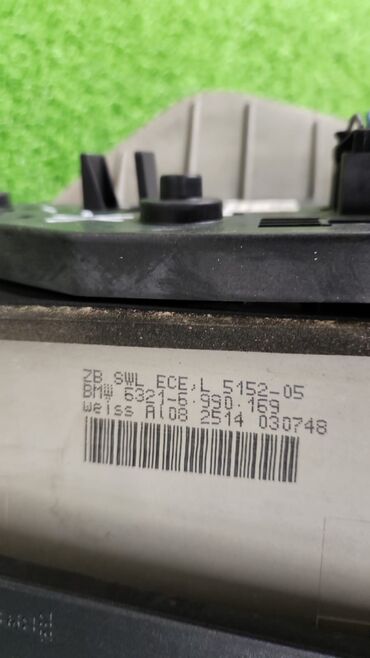 ZB SWL ECE,L 5152-05
BMW 6321-6.990.169
weiss Al08 2514 030748